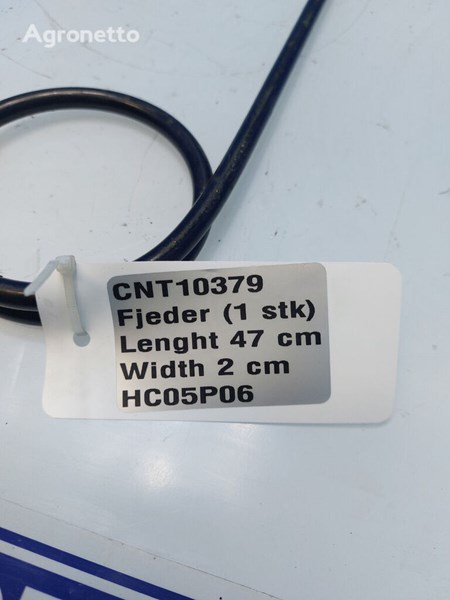 Agronetto
CNT10379
Fjeder (1 stk)
Lenght 47 cm
Width 2 cm
HC05P06